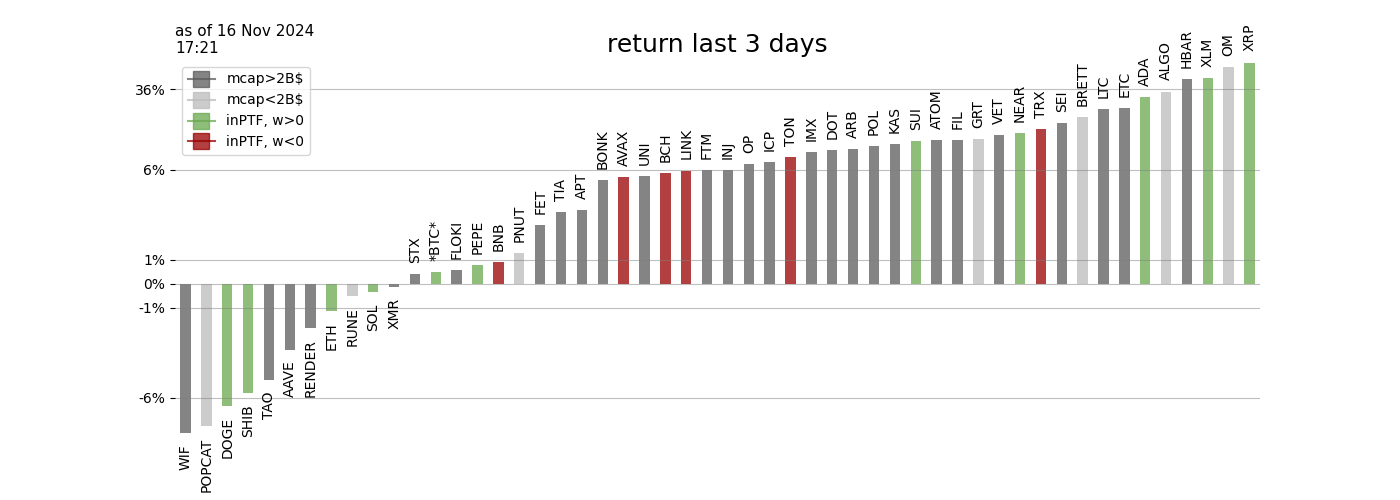 as of 16 Nov 2024
17:21
return last 3 days
mcap>2B$
mcap<2B$
inPTF, w>0
inPTF, w<0
36%
6%
1%
0%
-1%
-6%
WIF
POPCAT
DOGE
SHIB
TAO
AAVE
RENDER
ETH
RUNE
SOL
XMR
STX
*BTC*
FLOKI
PEPE
BNB
PNUT
FET
TIA
APT
BONK
AVAX
UNI
BCH
LINK
FTM
INJ
OP
ICP
TON
IMX
DOT
ARB
POL
KAS
SUI
ATOM
FIL
GRT
VET
NEAR
TRX
SEI
BRETT
LTC
ETC
ADA
ALGO
HBAR
XLM
OM
XRP